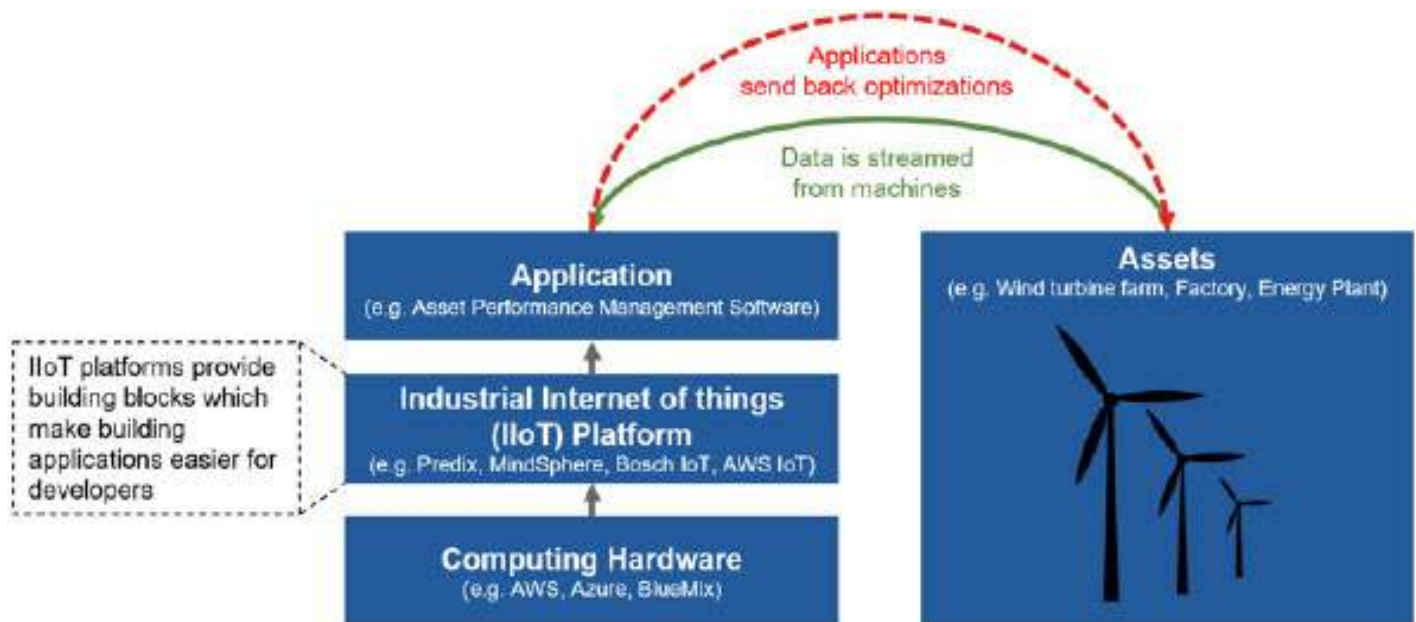 Applications
send back optimizations
Data is streamed
from machines
Application
(e.g. Asset Performance Management Software)
Assets
(e.g. Wind turbine farm, Factory, Energy Plant)
IIoT platforms provide
building blocks which
make building
applications easier for
developers
Industrial Internet of things
(IIoT) Platform
(e.g. Predix, MindSphere, Bosch IoT, AWS IoT)
Computing Hardware
(e.g. AWS, Azure, BlueMix)